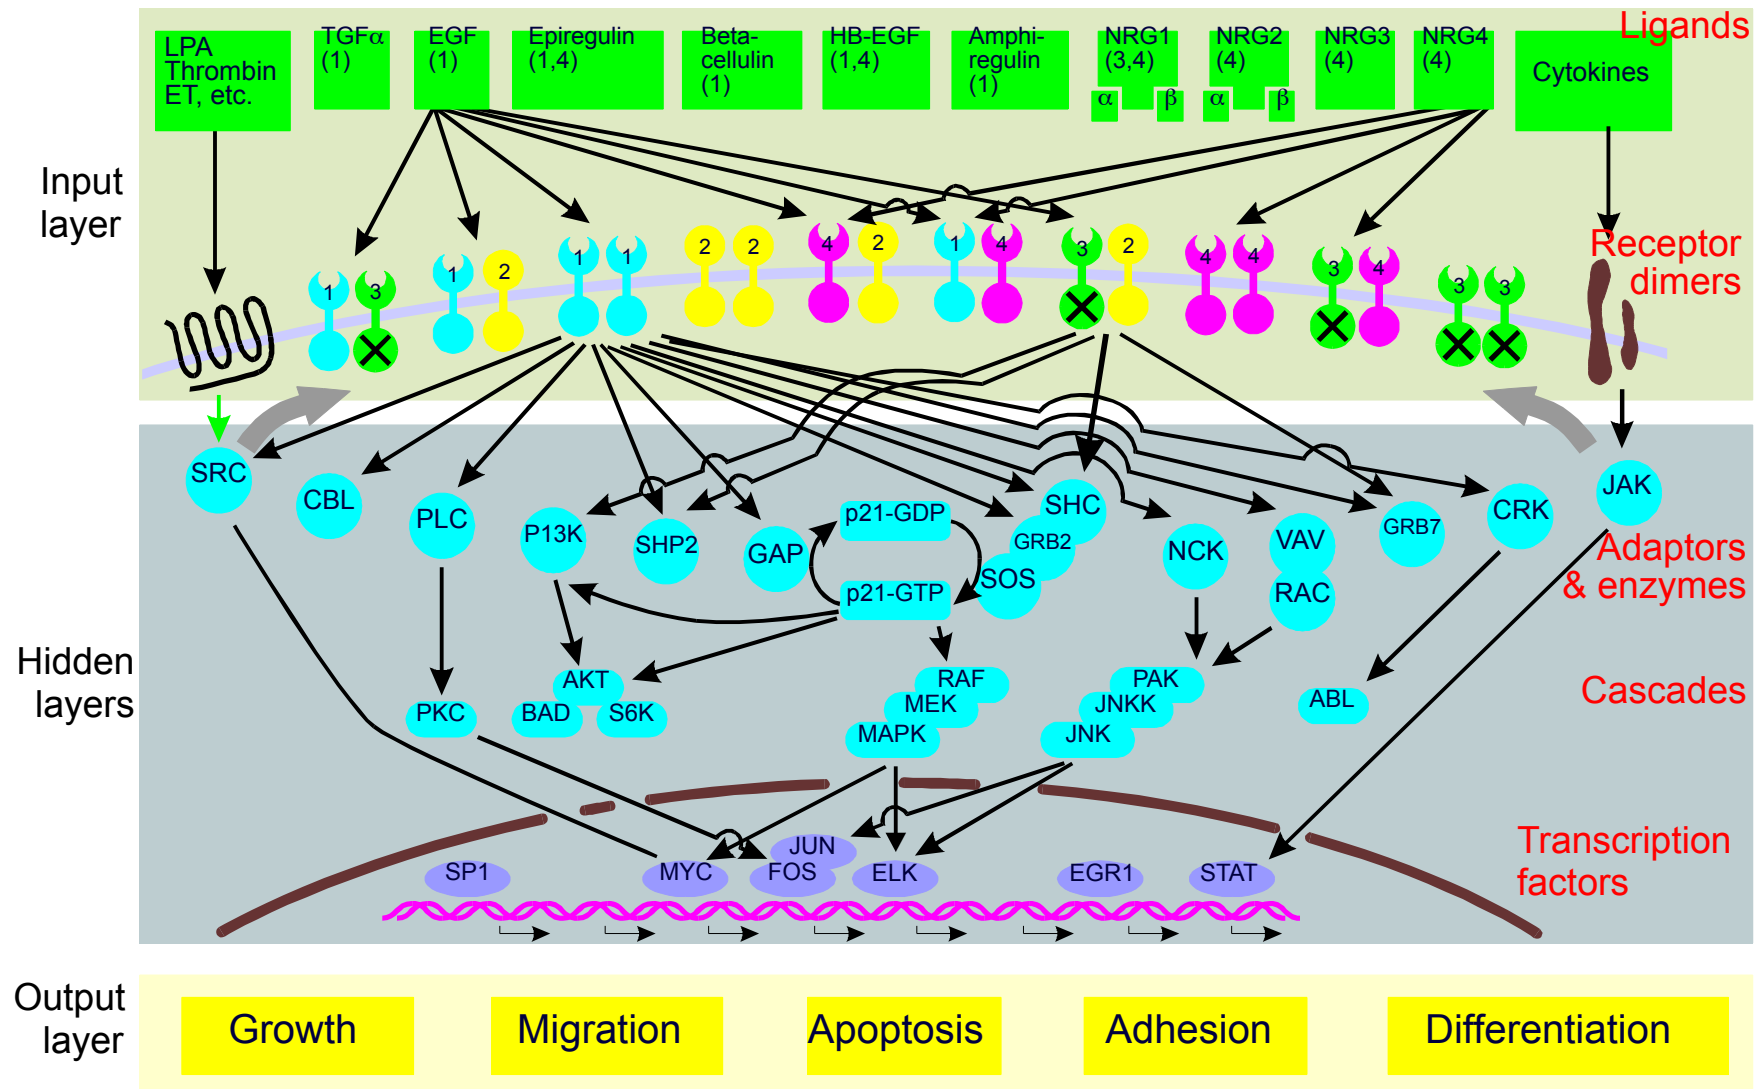 Ligands
LPA
Thrombin
ET, etc.
TGFα
(1)
EGF
(1)
Epiregulin
(1,4)
Beta-
cellulin
(1)
HB-EGF
(1,4)
Amphi-
regulin
(1)
NRG1
(3,4)
α
β
NRG2
(4)
α
β
NRG3
(4)
NRG4
(4)
Cytokines
Input
layer
Receptor
dimers
1 3
1 2
1 1
2 2
4 2
1 4
3 2
4 4
3 4
3 3
SRC
CBL
PLC
P13K
SHP2
GAP
p21-GDP
p21-GTP
SHC
GRB2
SOS
NCK
VAV
RAC
GRB7
CRK
JAK
Adaptors
& enzymes
Hidden
layers
PKC
AKT
BAD
S6K
RAF
MEK
MAPK
PAK
JNKK
JNK
ABL
Cascades
SP1
MYC
JUN
FOS
ELK
EGR1
STAT
Transcription
factors
Output
layer
Growth
Migration
Apoptosis
Adhesion
Differentiation